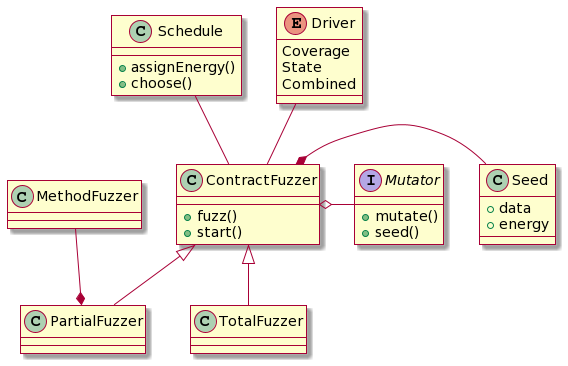 C Schedule
assignEnergy()
choose()
E Driver
Coverage
State
Combined
C MethodFuzzer
C ContractFuzzer
fuzz()
start()
I Mutator
mutate()
seed()
C Seed
data
energy
C PartialFuzzer
C TotalFuzzer